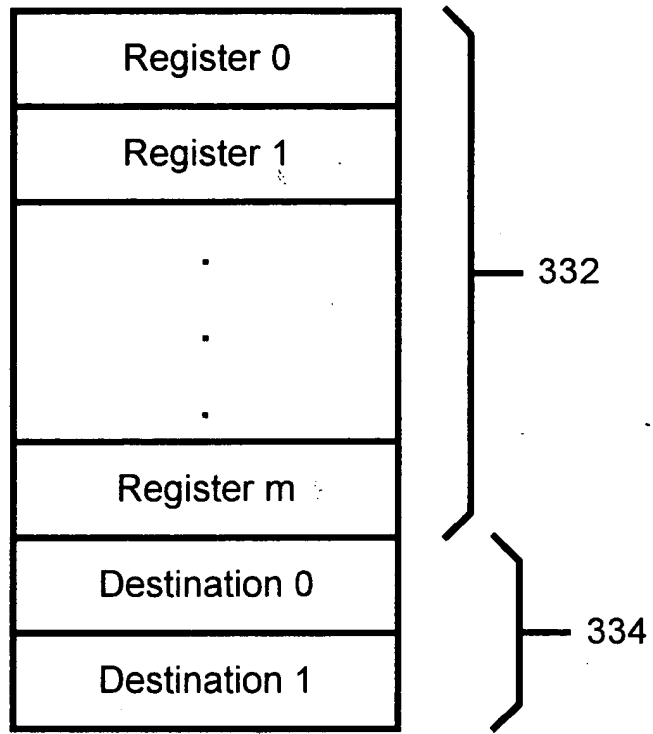 Register 0
Register 1
.
.
.
Register m
Destination 0
Destination 1
332
334